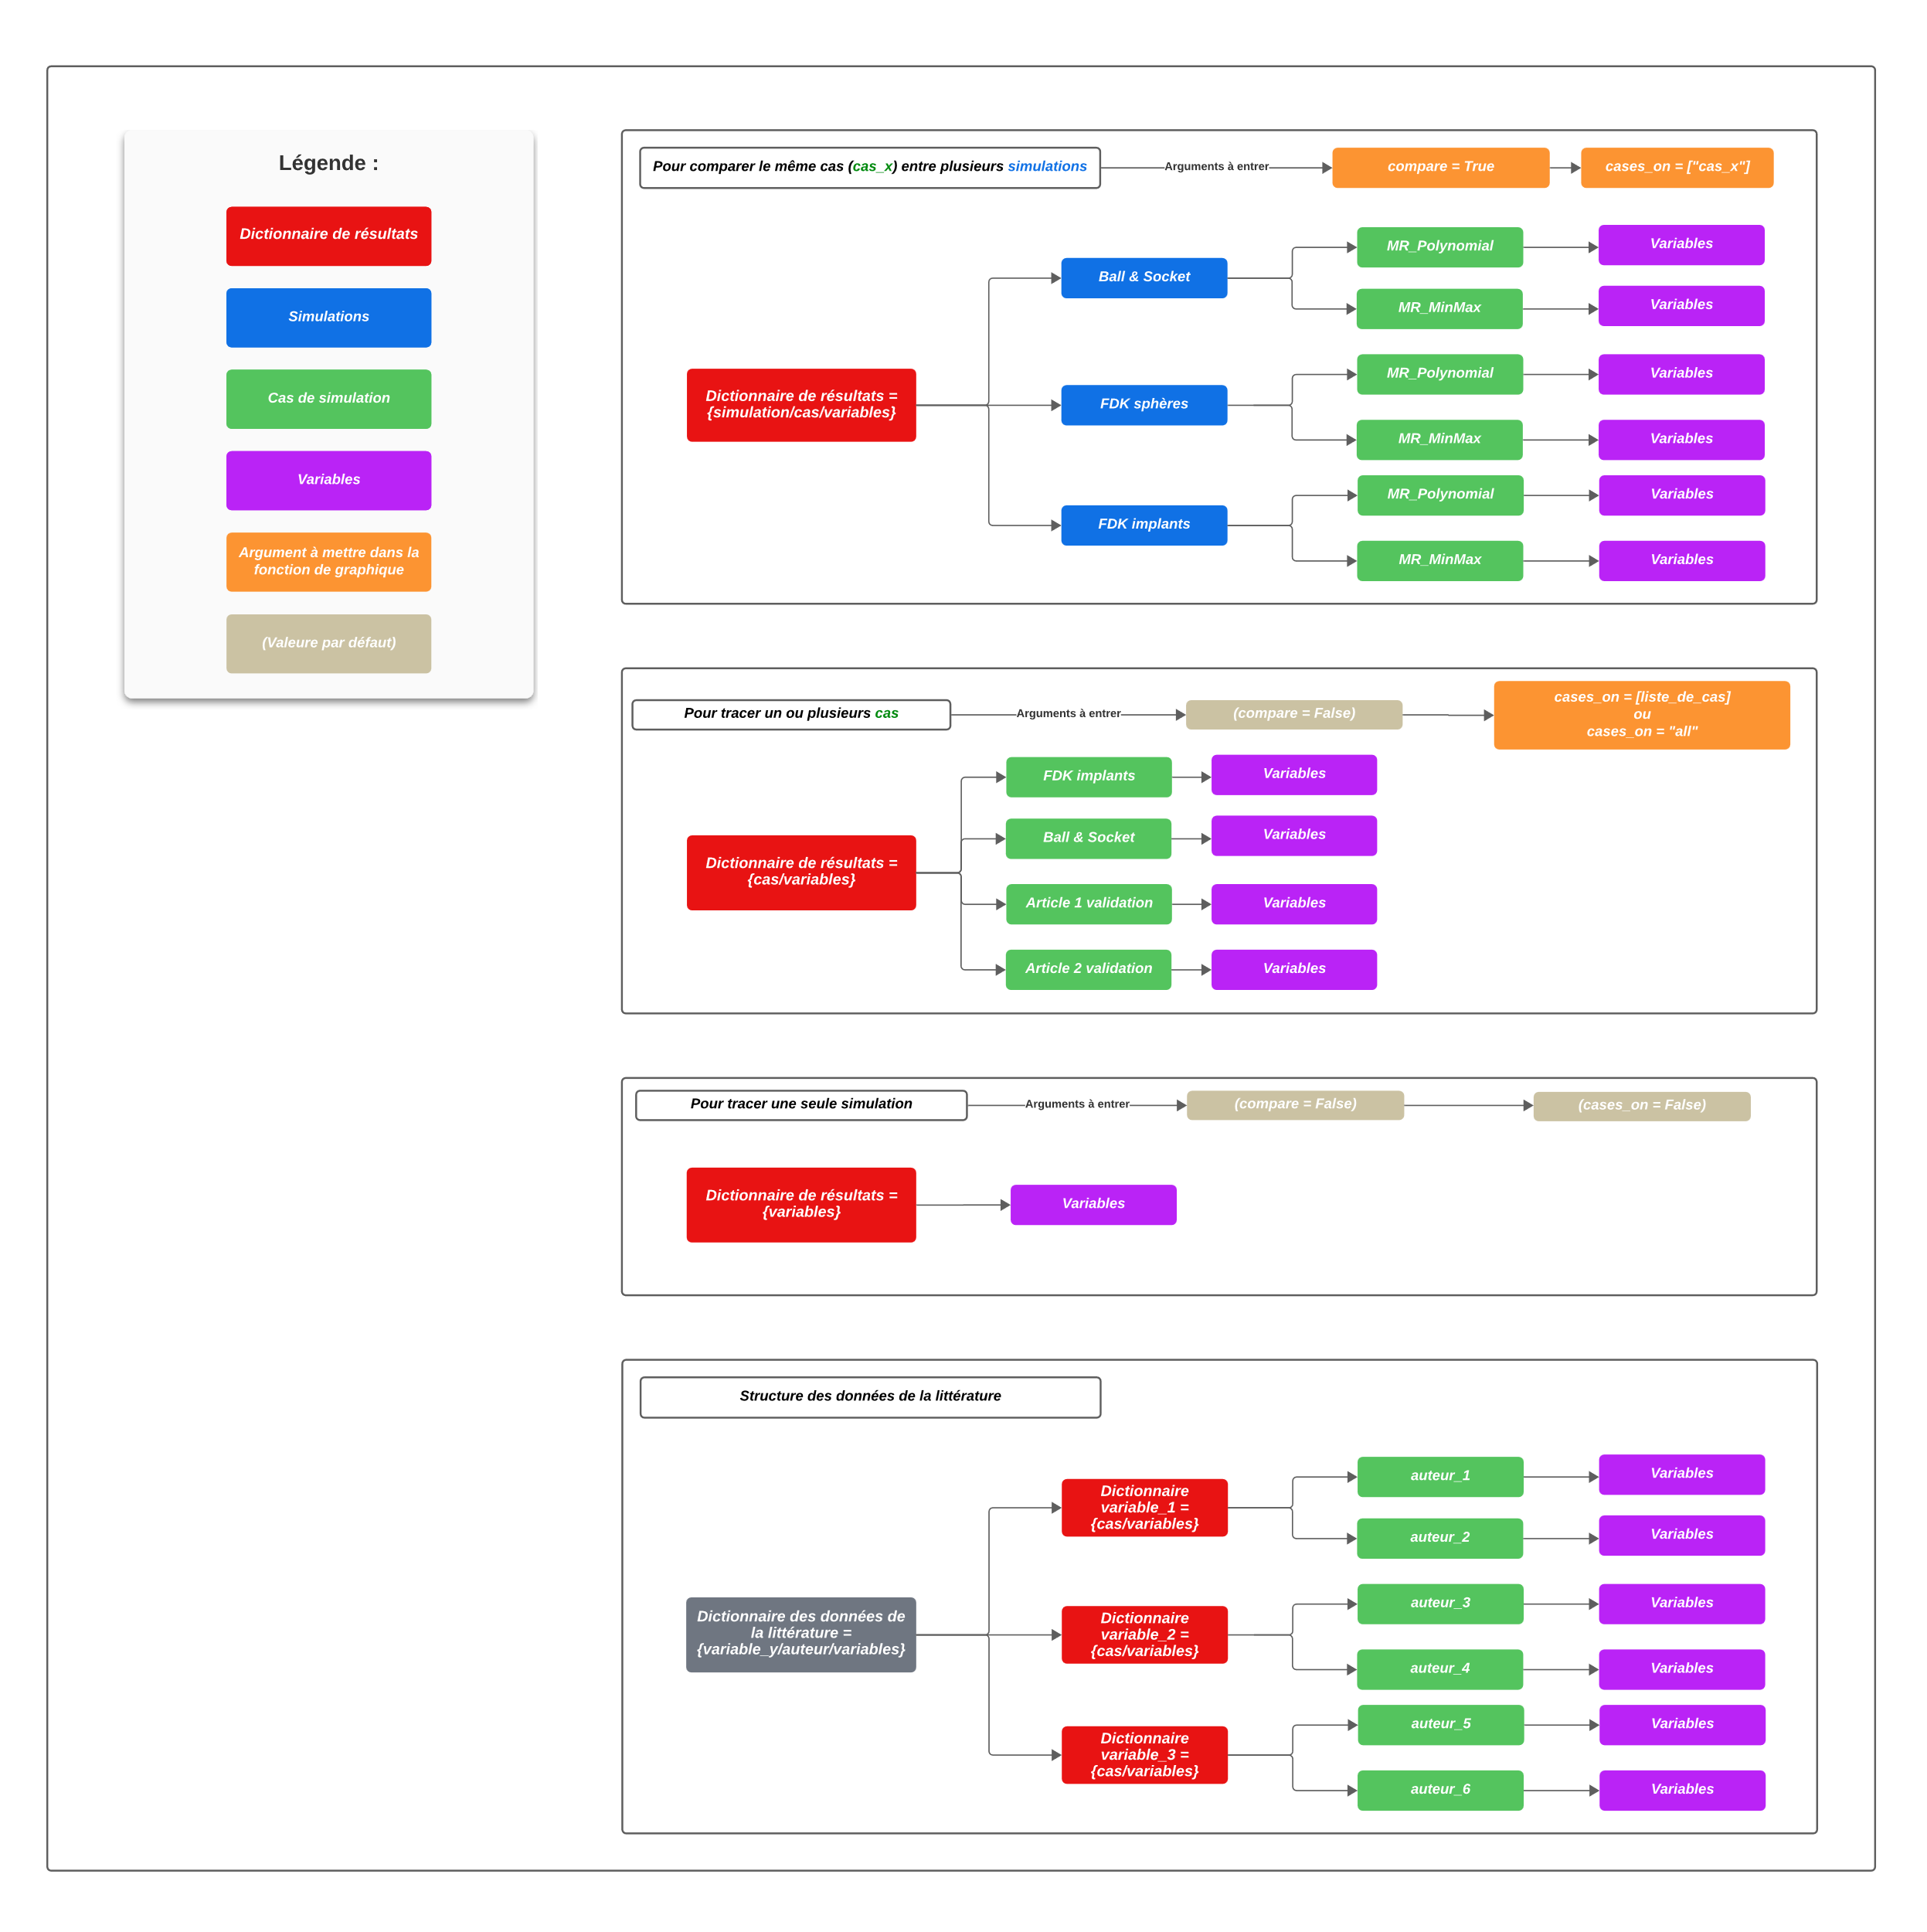 Légende :
Dictionnaire de résultats
Simulations
Cas de simulation
Variables
Argument à mettre dans la
fonction de graphique
(Valeure par défaut)
Pour comparer le même cas (cas_x) entre plusieurs simulations
Arguments à entrer
compare = True
cases_on = ["cas_x"]
Dictionnaire de résultats =
{simulation/cas/variables}
Ball & Socket
MR_Polynomial
Variables
MR_MinMax
Variables
FDK sphères
MR_Polynomial
Variables
MR_MinMax
Variables
FDK implants
MR_Polynomial
Variables
MR_MinMax
Variables
Pour tracer un ou plusieurs cas
Arguments à entrer
(compare = False)
cases_on = [liste_de_cas]
ou
cases_on = "all"
Dictionnaire de résultats =
{cas/variables}
FDK implants
Variables
Ball & Socket
Variables
Article 1 validation
Variables
Article 2 validation
Variables
Pour tracer une seule simulation
Arguments à entrer
(compare = False)
(cases_on = False)
Dictionnaire de résultats =
{variables}
Variables
Structure des données de la littérature
Dictionnaire des données de
la littérature =
{variable_y/auteur/variables}
Dictionnaire
variable_1 =
{cas/variables}
auteur_1
Variables
auteur_2
Variables
Dictionnaire
variable_2 =
{cas/variables}
auteur_3
Variables
auteur_4
Variables
Dictionnaire
variable_3 =
{cas/variables}
auteur_5
Variables
auteur_6
Variables